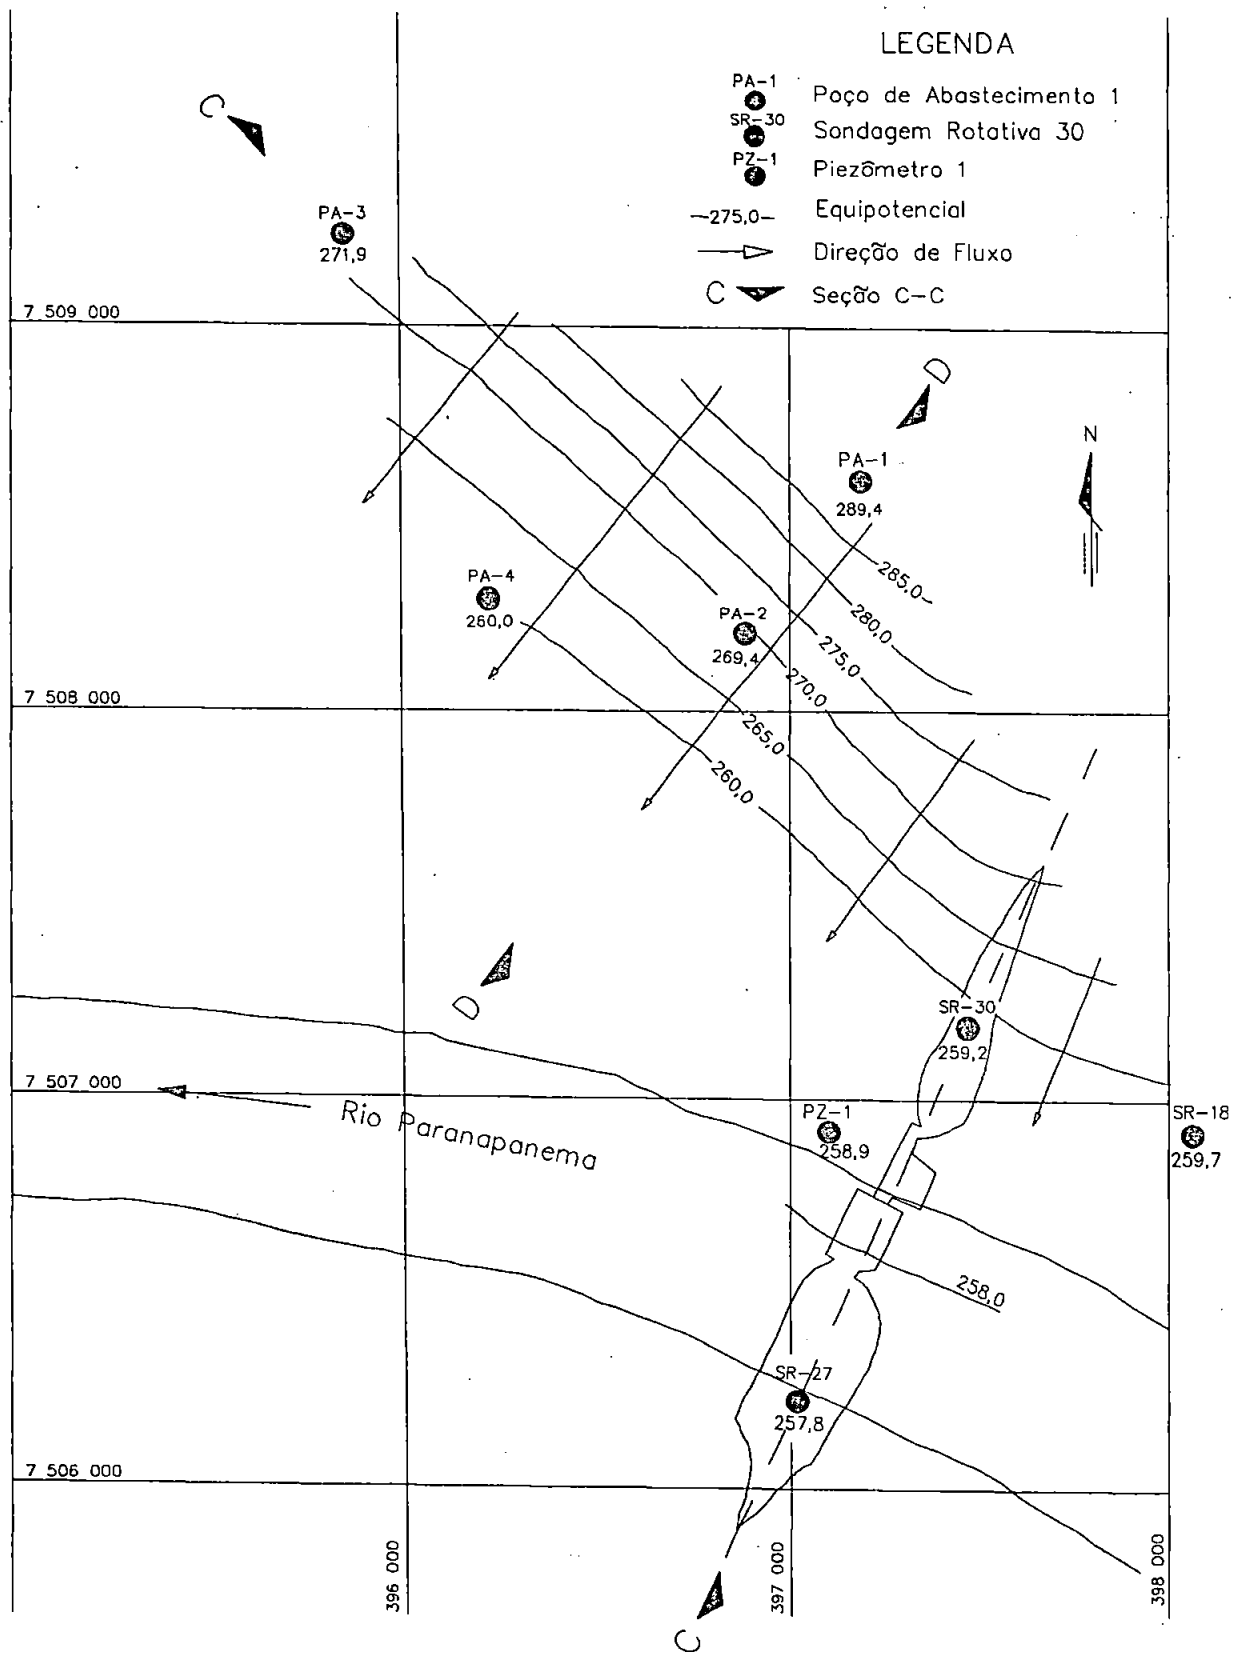 LEGENDA
PA-1
Poço de Abastecimento 1
SR-30
Sondagem Rotativa 30
PZ-1
Piezômetro 1
-275,0-
Equipotencial
Direção de Fluxo
C
Seção C-C
C
PA-3
271,9
7 509 000
D
N
PA-1
289,4
285,0
PA-4
260,0
PA-2
269,4
280,0
275,0
270,0
7 508 000
265,0
260,0
D
SR-30
259,2
7 507 000
Rio Paranapanema
PZ-1
258,9
SR-18
259,7
258,0
SR-27
257,8
7 506 000
396 000
397 000
398 000
C